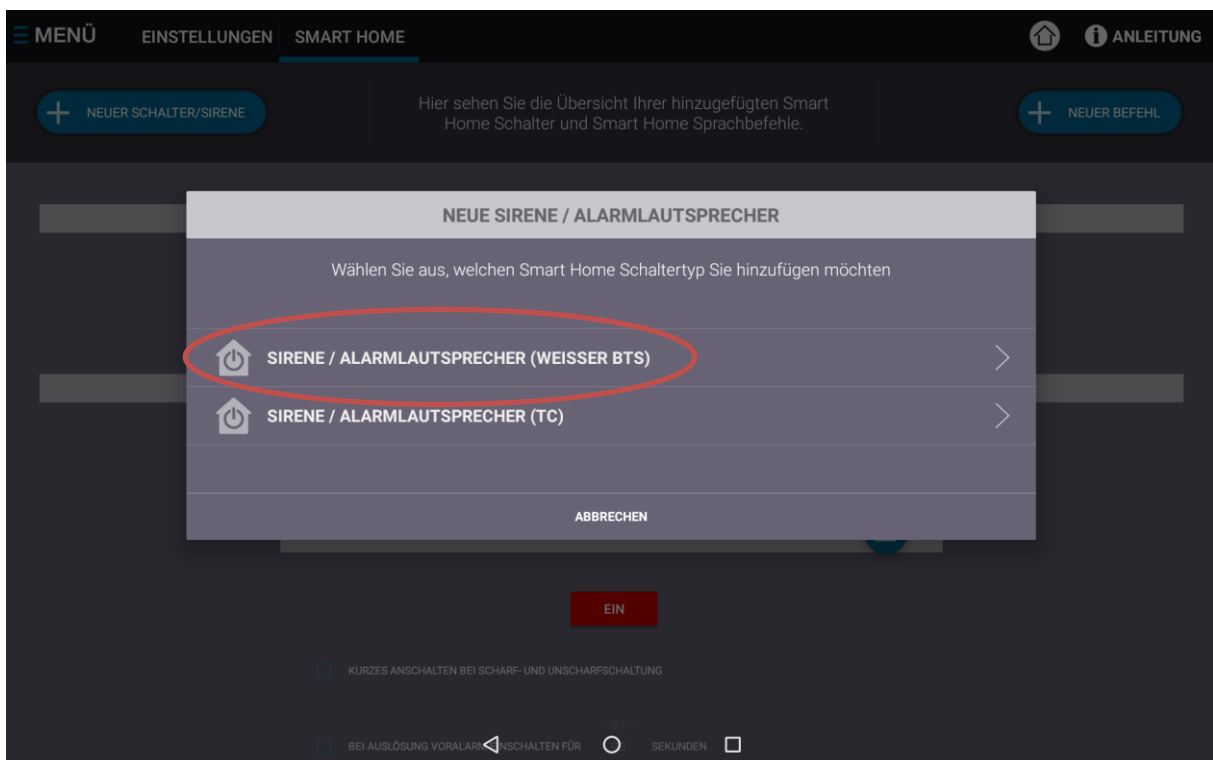 MENÜ EINSTELLUNGEN SMART HOME ANLEITUNG
NEUER SCHALTER/SIRENE
Hier sehen Sie die Übersicht Ihrer hinzugefügten Smart
Home Schalter und Smart Home Sprachbefehle.
NEUER BEFEHL
NEUE SIRENE / ALARMLAUTSPRECHER
Wählen Sie aus, welchen Smart Home Schaltertyp Sie hinzufügen möchten
SIRENE / ALARMLAUTSPRECHER (WEISSER BTS)
SIRENE / ALARMLAUTSPRECHER (TC)
ABBRECHEN
EIN
KURZES ANSCHALTEN BEI SCHARF- UND UNSCHARFSCHALTUNG
BEI AUSLÖSUNG FÜR SEKUNDEN